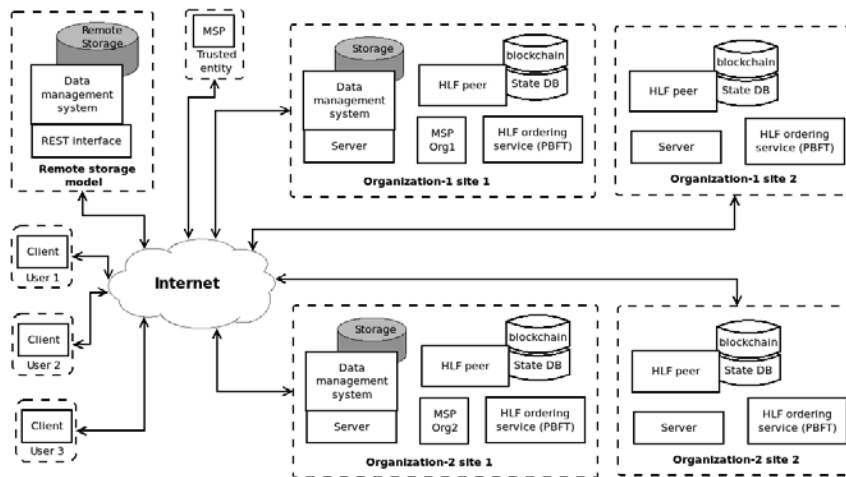 Remote
Storage
Data
management
system
REST interface
Remote storage
model
MSP
Trusted
entity
Storage
Data
management
system
Server
HLF peer
blockchain
State DB
MSP
Org1
HLF ordering
service (PBFT)
Organization-1 site 1
blockchain
State DB
HLF peer
Server
HLF ordering
service (PBFT)
Organization-1 site 2
Client
User 1
Client
User 2
Client
User 3
Internet
Storage
Data
management
system
Server
HLF peer
blockchain
State DB
MSP
Org2
HLF ordering
service (PBFT)
Organization-2 site 1
blockchain
State DB
HLF peer
Server
HLF ordering
service (PBFT)
Organization-2 site 2